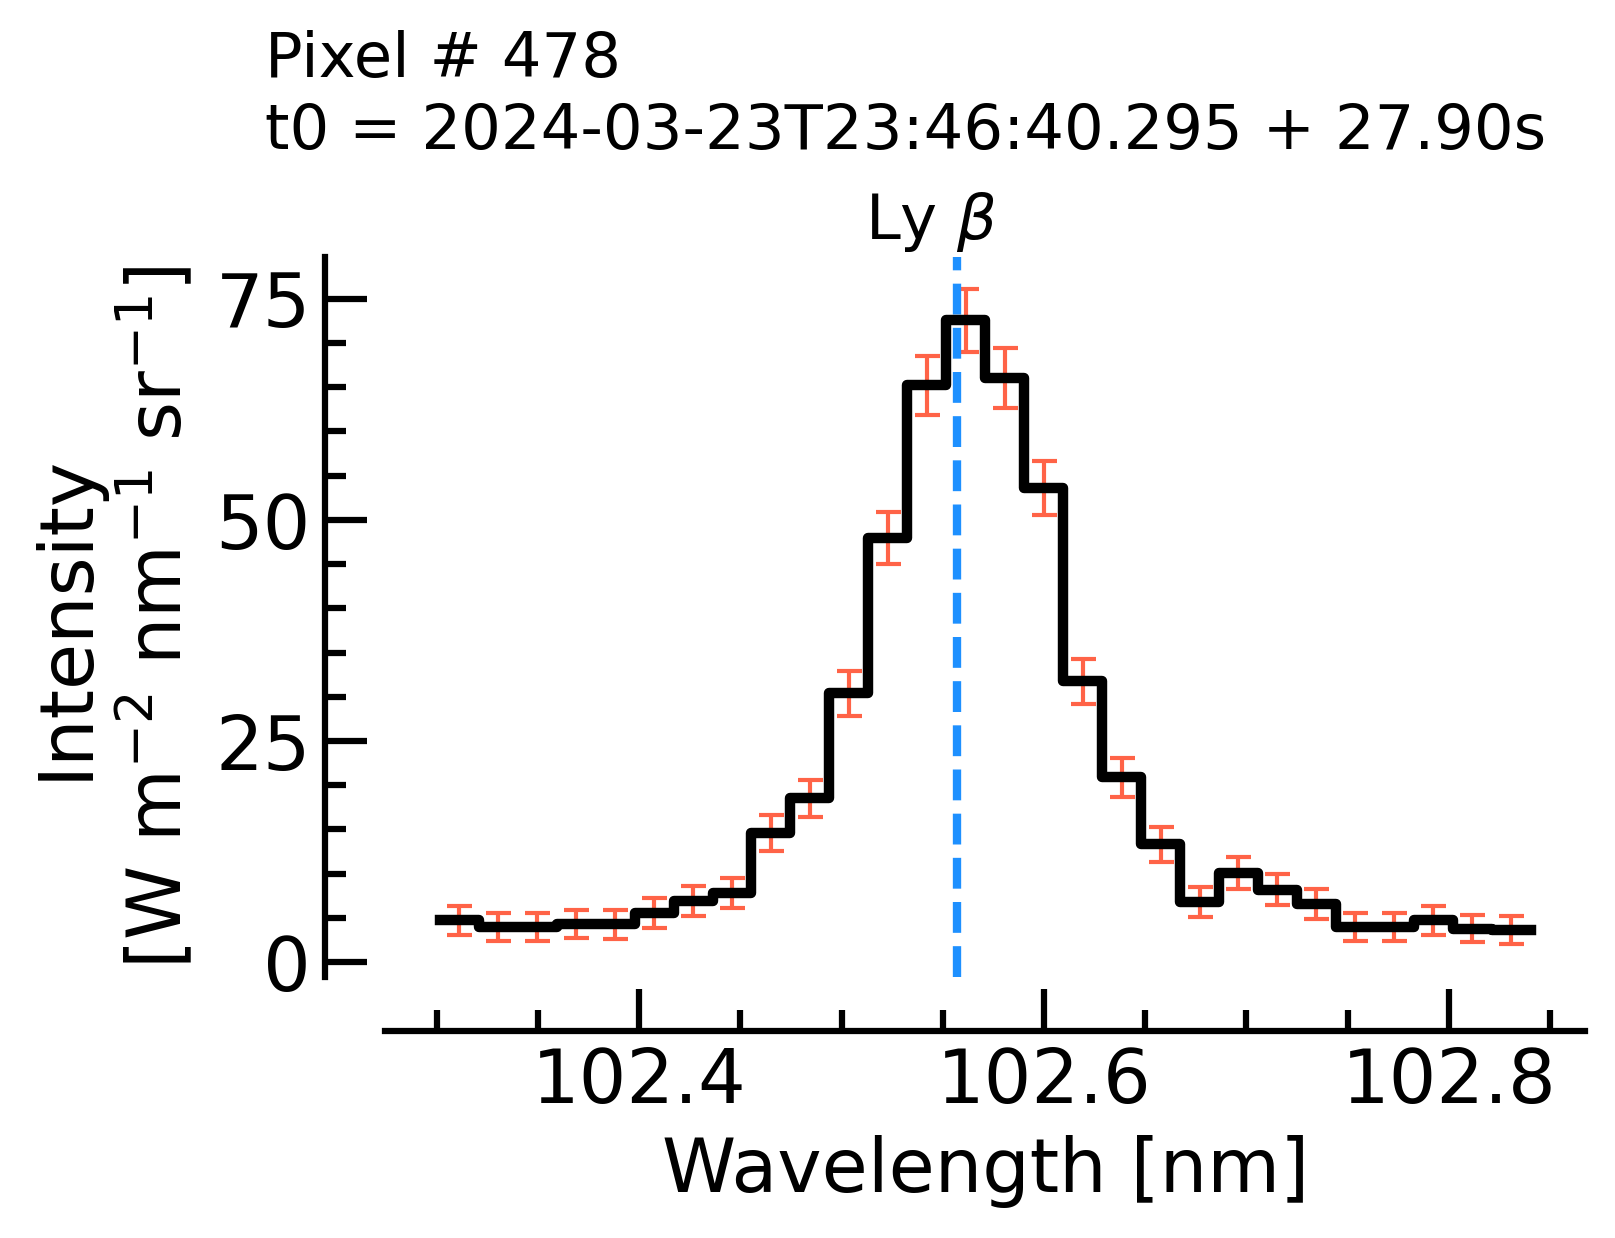 Pixel # 478
t0 = 2024-03-23T23:46:40.295 + 27.90s
Ly β
Intensity
[W m⁻² nm⁻¹ sr⁻¹]
75
50
25
0
102.4 102.6 102.8
Wavelength [nm]